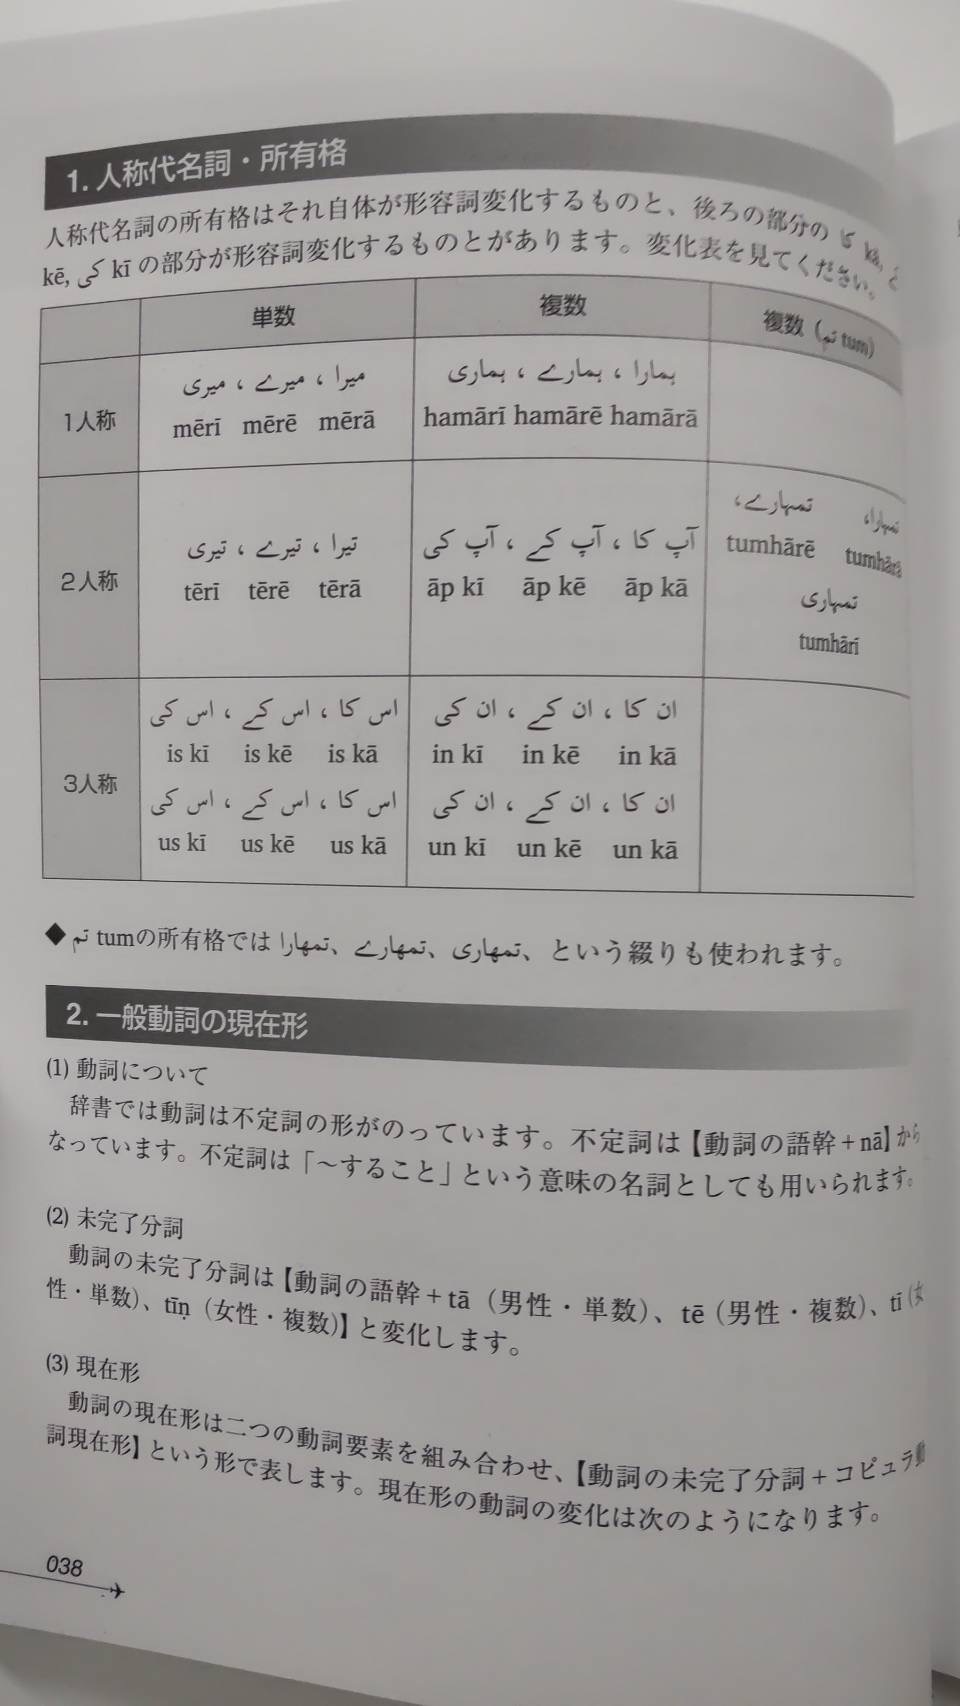 1. 人称代名詞・所有格
人称代名詞の所有格はそれ自体が形容詞変化するものと、後ろの部分の کا kā,
kē, کی kī の部分が形容詞変化するものとがあります。変化表を見てください。
単数 複数 複数（تم tum）
میرا ، میرے ، میری ہمارا ، ہمارے ، ہماری
1人称 mērī mērē mērā hamārī hamārē hamārā
تمہارا، تمہارے،
تیرا ، تیرے ، تیری آپ کا ، آپ کے ، آپ کی tumhārē tumhārā
2人称 tērī tērē tērā āp kī āp kē āp kā تمہاری
tumhārī
اس کا ، اس کے ، اس کی ان کا ، ان کے ، ان کی
is kī is kē is kā in kī in kē in kā
3人称
اس کا ، اس کے ، اس کی ان کا ، ان کے ، ان کی
us kī us kē us kā un kī un kē un kā
◆ تم tumの所有格では تمھارا、تمھارے、تمھاری、という綴りも使われます。
2. 一般動詞の現在形
(1) 動詞について
辞書では動詞は不定詞の形がのっています。不定詞は【動詞の語幹＋nā】から
なっています。不定詞は「〜すること」という意味の名詞としても用いられます。
(2) 未完了分詞
動詞の未完了分詞は【動詞の語幹＋tā（男性・単数）、tē（男性・複数）、tī（女
性・単数）、tīṇ（女性・複数）】と変化します。
(3) 現在形
動詞の現在形は二つの動詞要素を組み合わせ、【動詞の未完了分詞＋コピュラ動
詞現在形】という形で表します。現在形の動詞の変化は次のようになります。
038